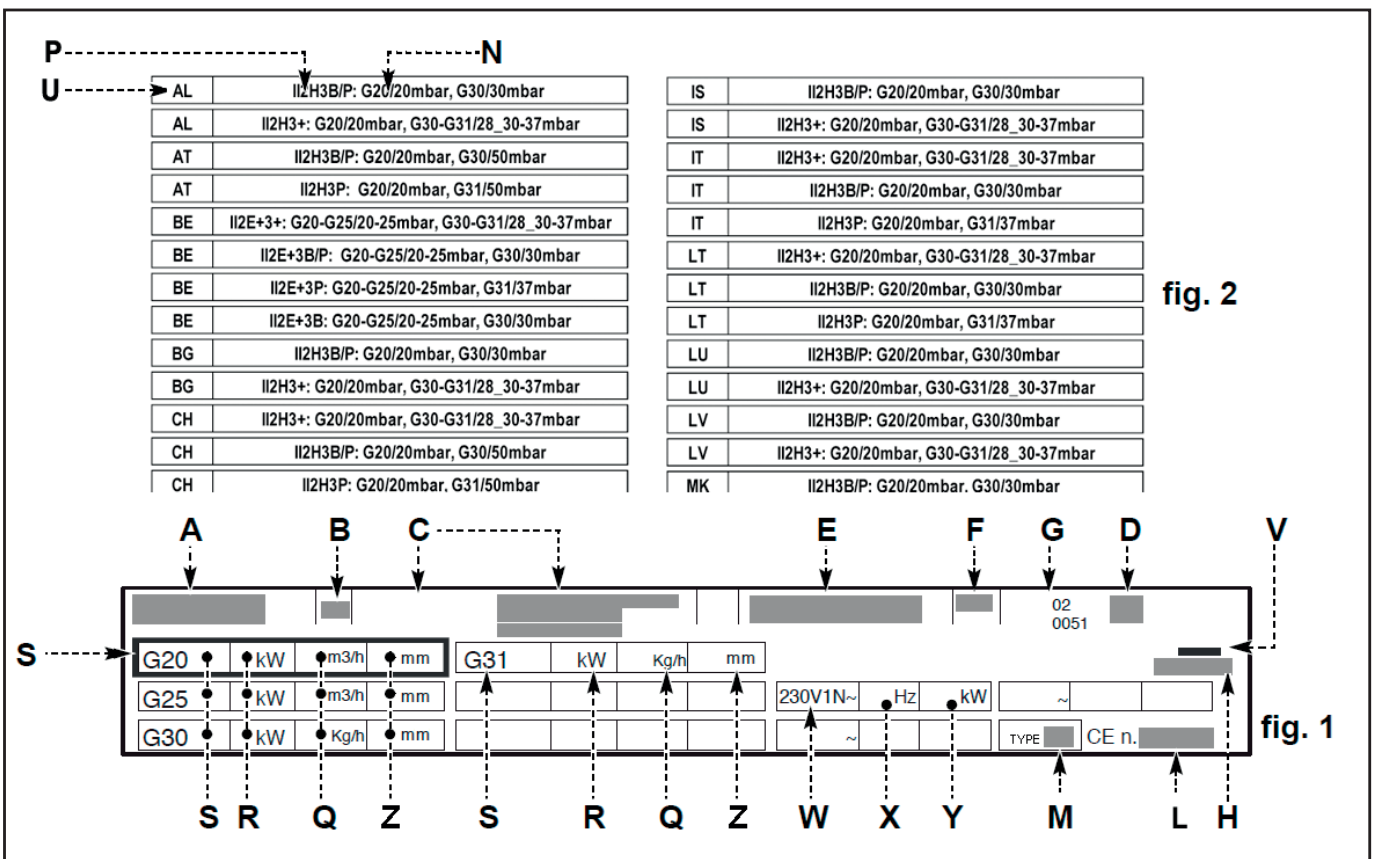 P N
U
AL II2H3B/P: G20/20mbar, G30/30mbar
AL II2H3+: G20/20mbar, G30-G31/28_30-37mbar
AT II2H3B/P: G20/20mbar, G30/50mbar
AT II2H3P: G20/20mbar, G31/50mbar
BE II2E+3+: G20-G25/20-25mbar, G30-G31/28_30-37mbar
BE II2E+3B/P: G20-G25/20-25mbar, G30/30mbar
BE II2E+3P: G20-G25/20-25mbar, G31/37mbar
BE II2E+3B: G20-G25/20-25mbar, G30/30mbar
BG II2H3B/P: G20/20mbar, G30/30mbar
BG II2H3+: G20/20mbar, G30-G31/28_30-37mbar
CH II2H3+: G20/20mbar, G30-G31/28_30-37mbar
CH II2H3B/P: G20/20mbar, G30/50mbar
CH II2H3P: G20/20mbar, G31/50mbar
IS II2H3B/P: G20/20mbar, G30/30mbar
IS II2H3+: G20/20mbar, G30-G31/28_30-37mbar
IT II2H3+: G20/20mbar, G30-G31/28_30-37mbar
IT II2H3B/P: G20/20mbar, G30/30mbar
IT II2H3P: G20/20mbar, G31/37mbar
LT II2H3+: G20/20mbar, G30-G31/28_30-37mbar
LT II2H3B/P: G20/20mbar, G30/30mbar
LT II2H3P: G20/20mbar, G31/37mbar
LU II2H3B/P: G20/20mbar, G30/30mbar
LU II2H3+: G20/20mbar, G30-G31/28_30-37mbar
LV II2H3B/P: G20/20mbar, G30/30mbar
LV II2H3+: G20/20mbar, G30-G31/28_30-37mbar
MK II2H3B/P: G20/20mbar, G30/30mbar
fig. 2
A B C E F G D V
02
0051
S G20 kW m3/h mm G31 kW Kg/h mm
G25 kW m3/h mm 230V1N~ Hz kW ~
G30 kW Kg/h mm ~ TYPE CE n.
fig. 1
S R Q Z S R Q Z W X Y M L H